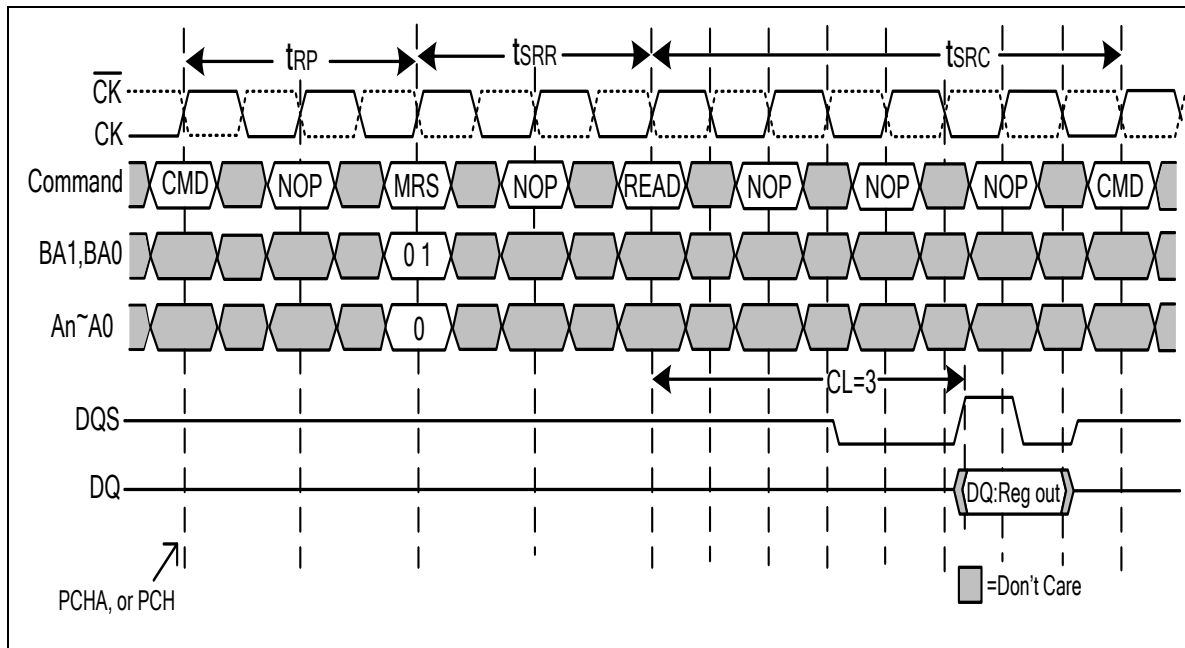 tRP tSRR tSRC
CK
CK
Command CMD NOP MRS NOP READ NOP NOP NOP CMD
BA1,BA0 0 1
An~A0 0
CL=3
DQS
DQ DQ:Reg out
PCHA, or PCH
=Don't Care